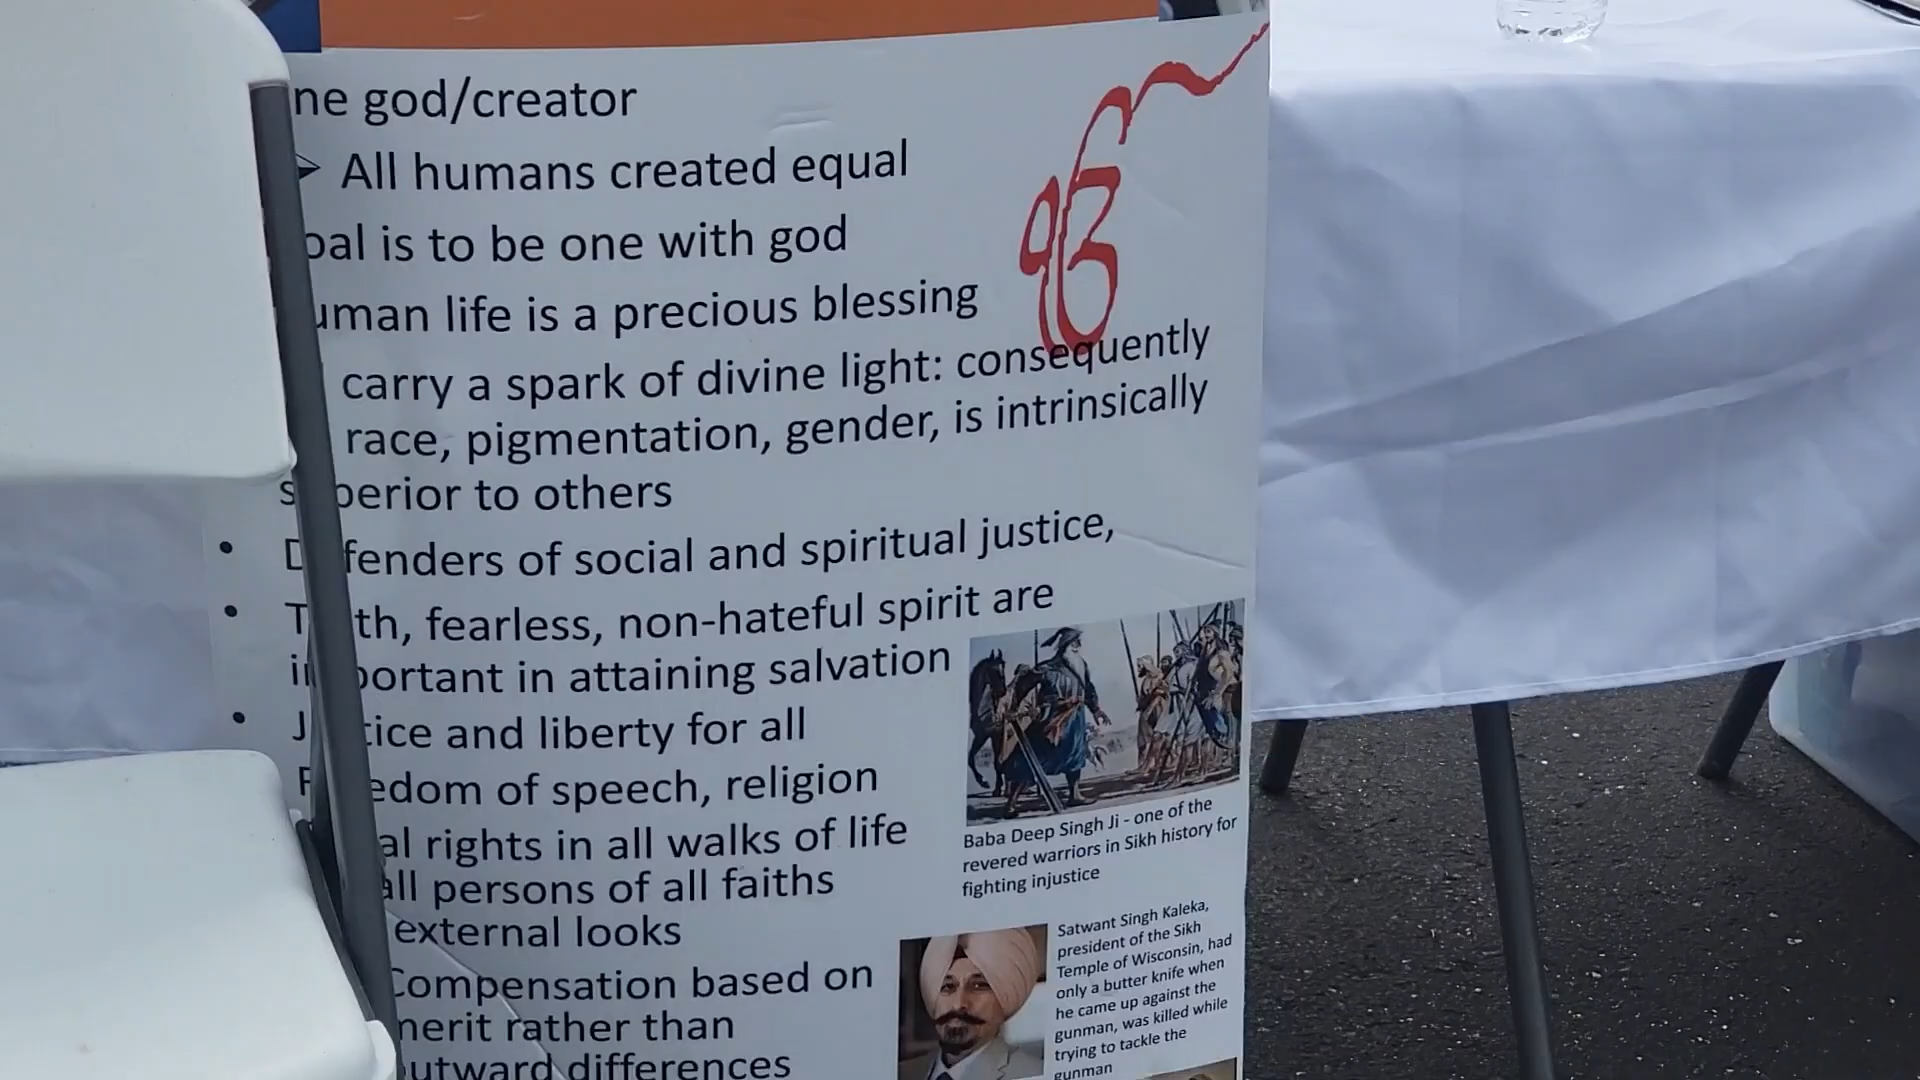 ne god/creator
All humans created equal
oal is to be one with god
uman life is a precious blessing
ੴ
carry a spark of divine light: consequently
race, pigmentation, gender, is intrinsically
superior to others
Defenders of social and spiritual justice,
Truth, fearless, non-hateful spirit are
important in attaining salvation
Justice and liberty for all
Freedom of speech, religion
al rights in all walks of life
all persons of all faiths
external looks
Compensation based on
merit rather than
outward differences
Baba Deep Singh Ji - one of the
revered warriors in Sikh history for
fighting injustice
Satwant Singh Kaleka,
president of the Sikh
Temple of Wisconsin, had
only a butter knife when
he came up against the
gunman, was killed while
trying to tackle the
gunman